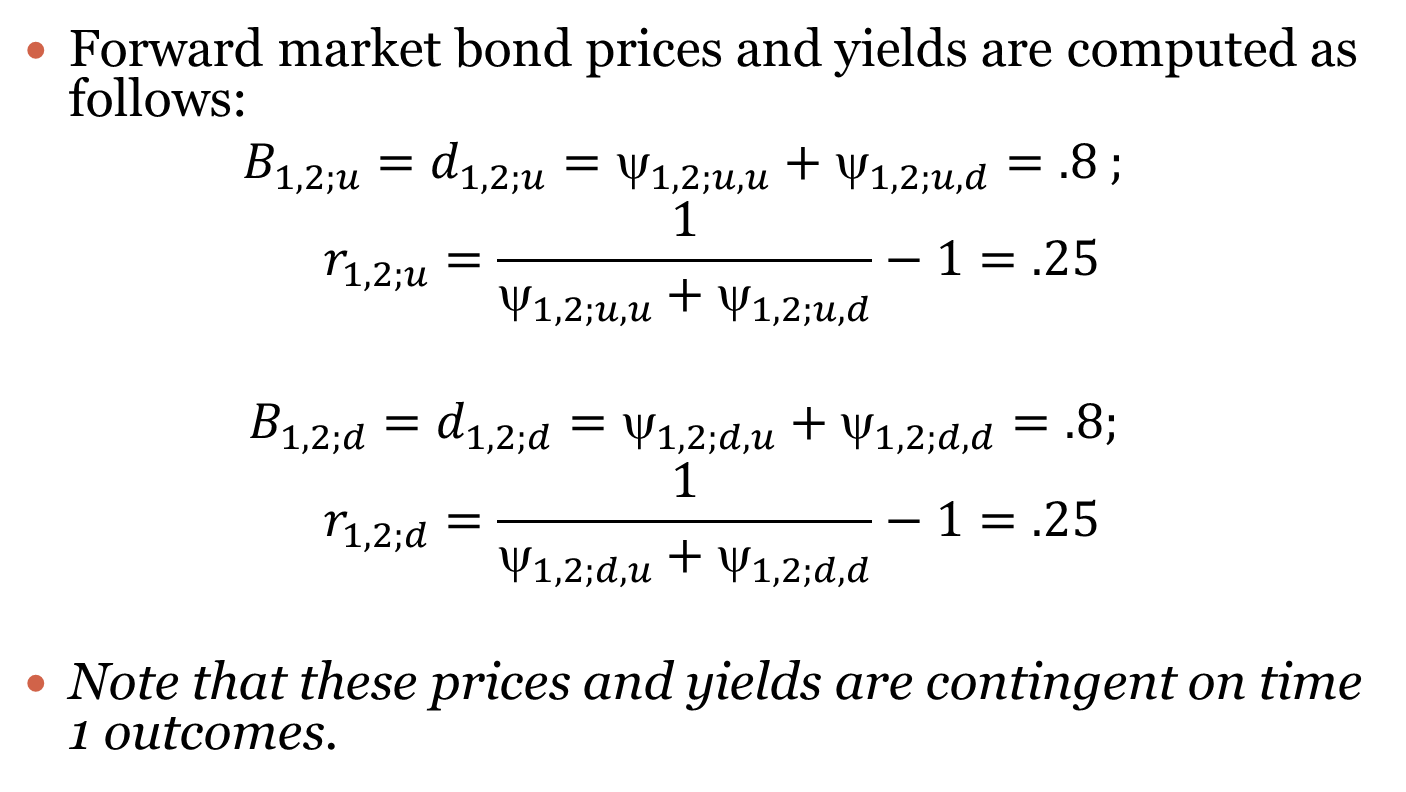 • Forward market bond prices and yields are computed as
follows:
B₁,₂;ᵤ = d₁,₂;ᵤ = ψ₁,₂;ᵤ,ᵤ + ψ₁,₂;ᵤ,d = .8 ;
r₁,₂;ᵤ = 1 / (ψ₁,₂;ᵤ,ᵤ + ψ₁,₂;ᵤ,d) − 1 = .25
B₁,₂;d = d₁,₂;d = ψ₁,₂;d,ᵤ + ψ₁,₂;d,d = .8;
r₁,₂;d = 1 / (ψ₁,₂;d,ᵤ + ψ₁,₂;d,d) − 1 = .25
• Note that these prices and yields are contingent on time
1 outcomes.